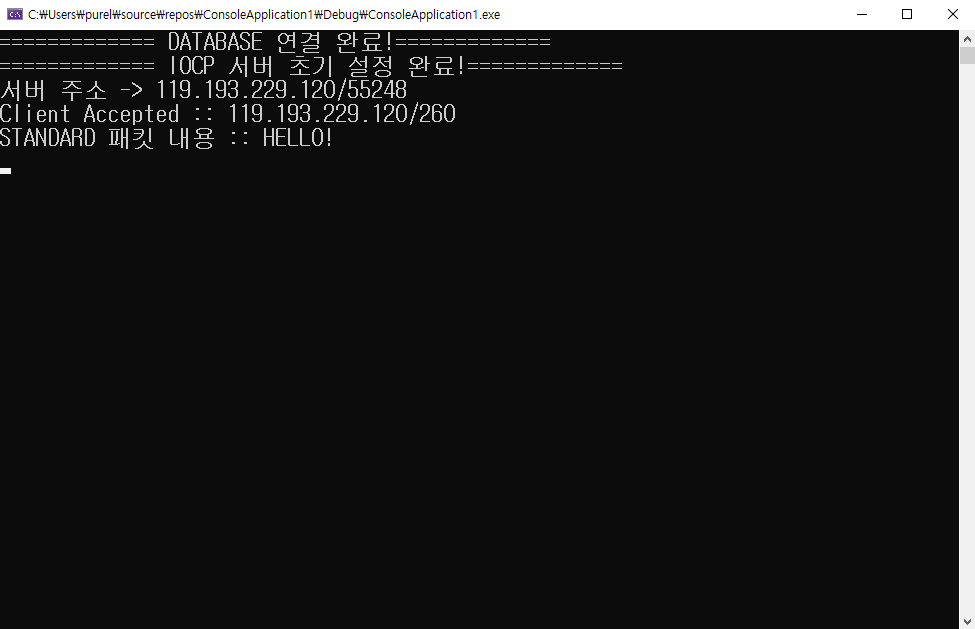 C:\Users\purel\source\repos\ConsoleApplication1\Debug\ConsoleApplication1.exe
============= DATABASE 연결 완료!=============
============= IOCP 서버 초기 설정 완료!=============
서버 주소 -> 119.193.229.120/55248
Client Accepted :: 119.193.229.120/260
STANDARD 패킷 내용 :: HELLO!